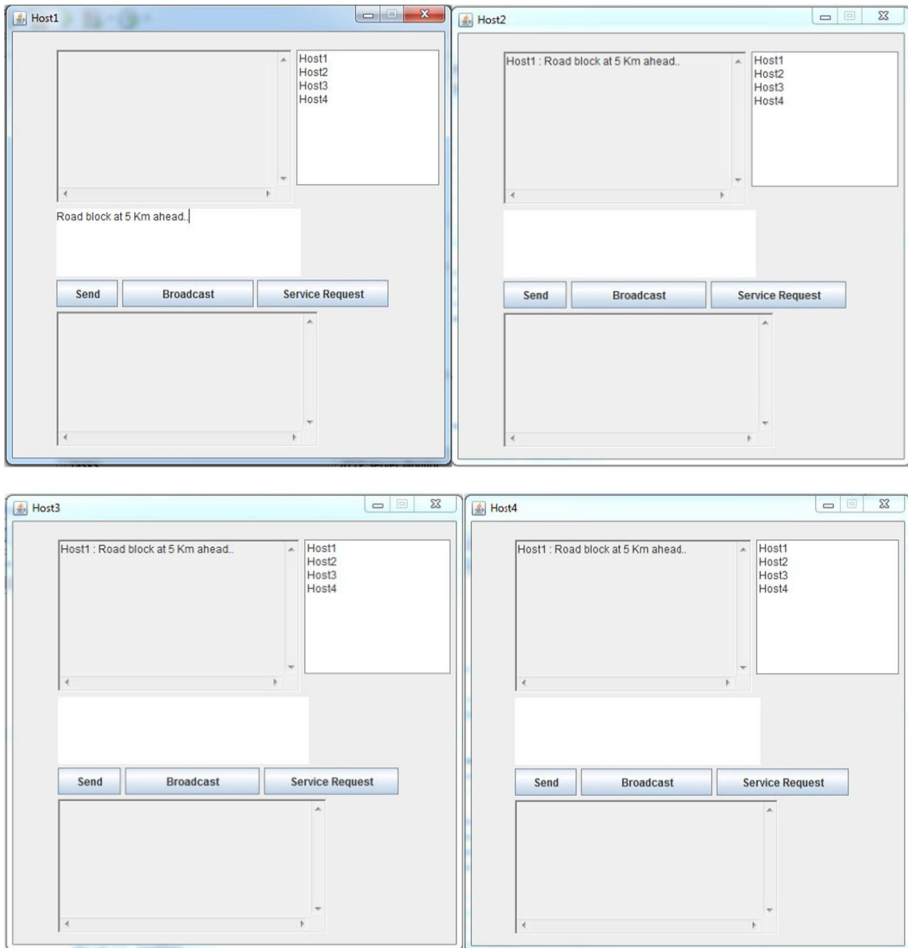 Host1
Host1
Host2
Host3
Host4
Road block at 5 Km ahead..
Send Broadcast Service Request
Host2
Host1 : Road block at 5 Km ahead..
Host1
Host2
Host3
Host4
Send Broadcast Service Request
Host3
Host1 : Road block at 5 Km ahead..
Host1
Host2
Host3
Host4
Send Broadcast Service Request
Host4
Host1 : Road block at 5 Km ahead..
Host1
Host2
Host3
Host4
Send Broadcast Service Request